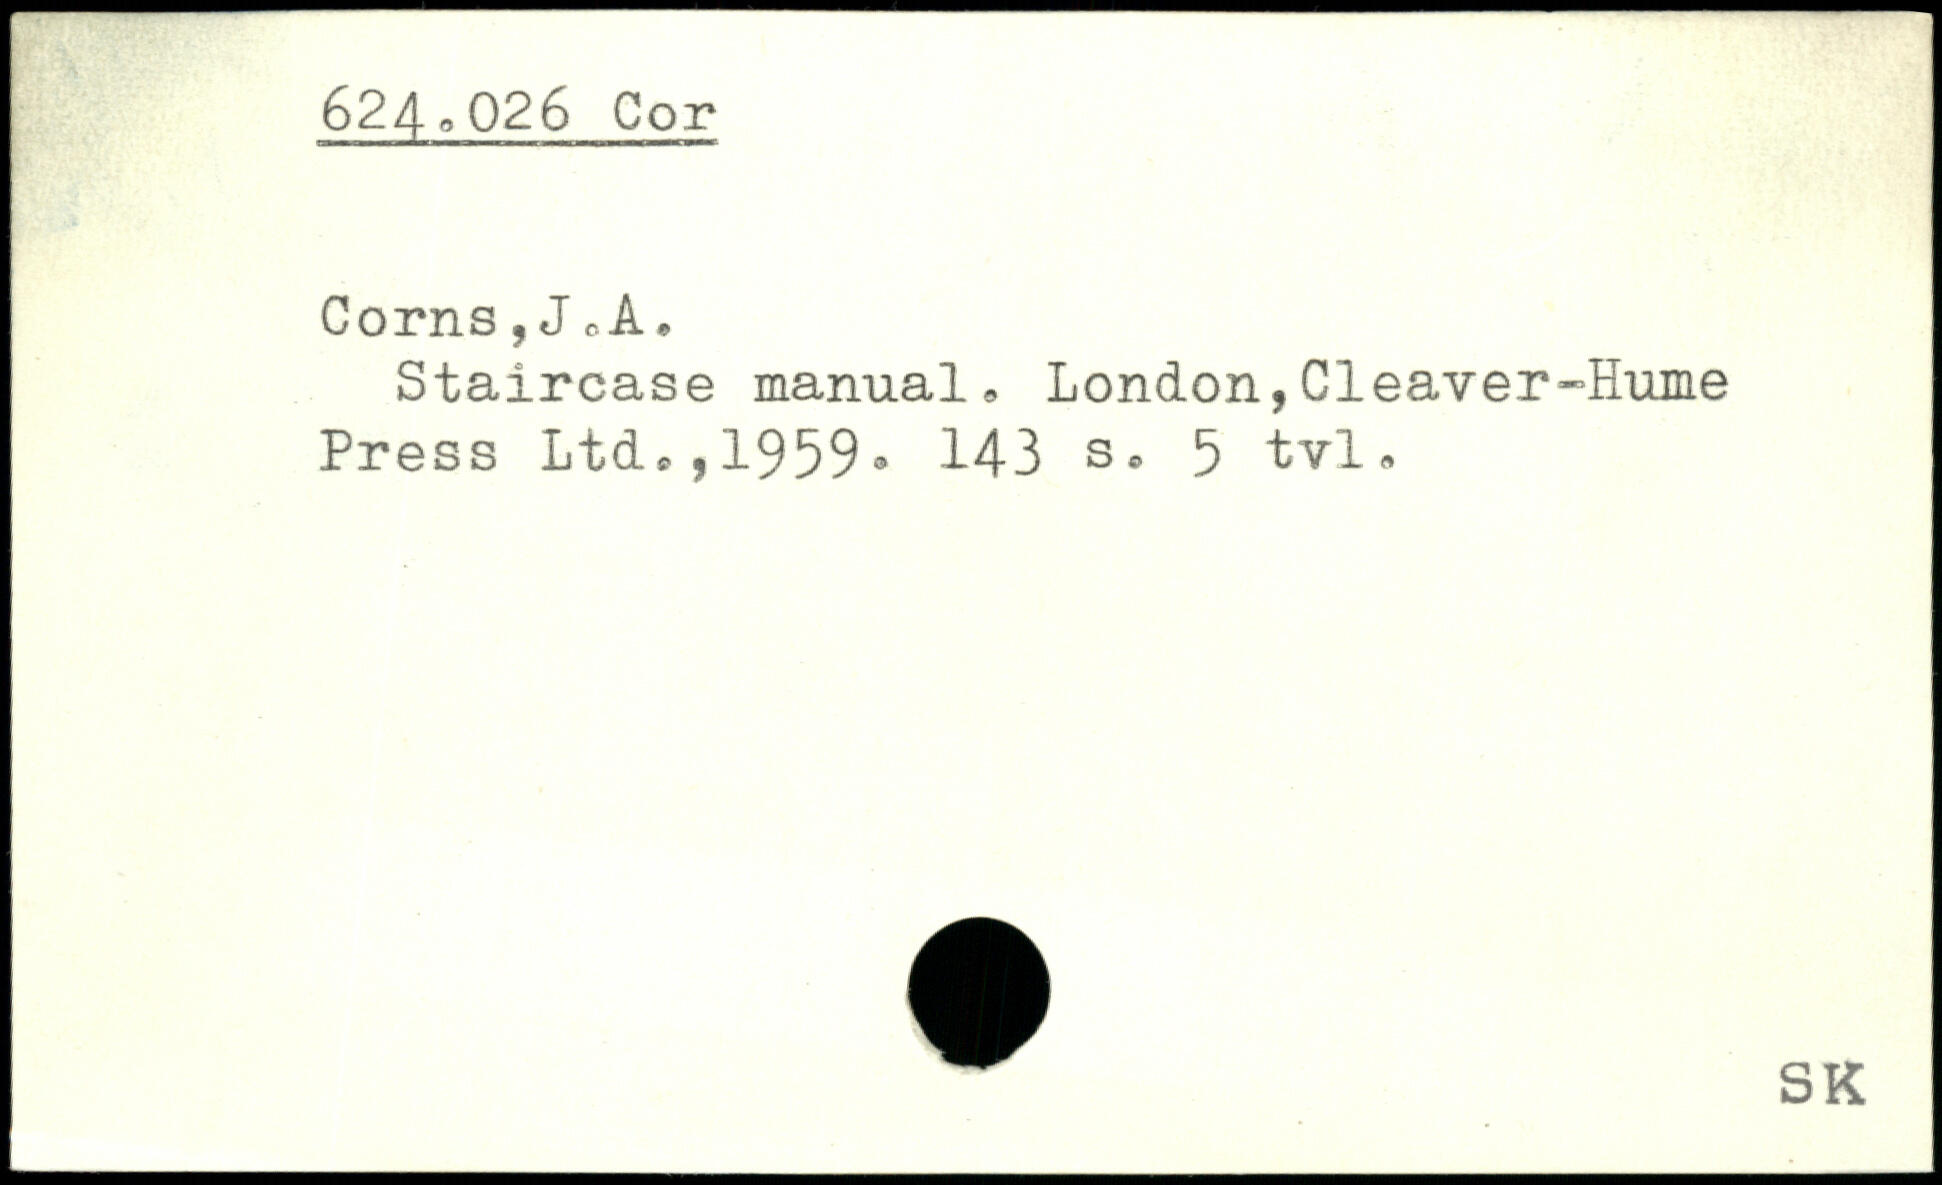 624.026 Cor
Corns,J.A.
Staircase manual. London,Cleaver-Hume
Press Ltd.,1959. 143 s. 5 tvl.
SK